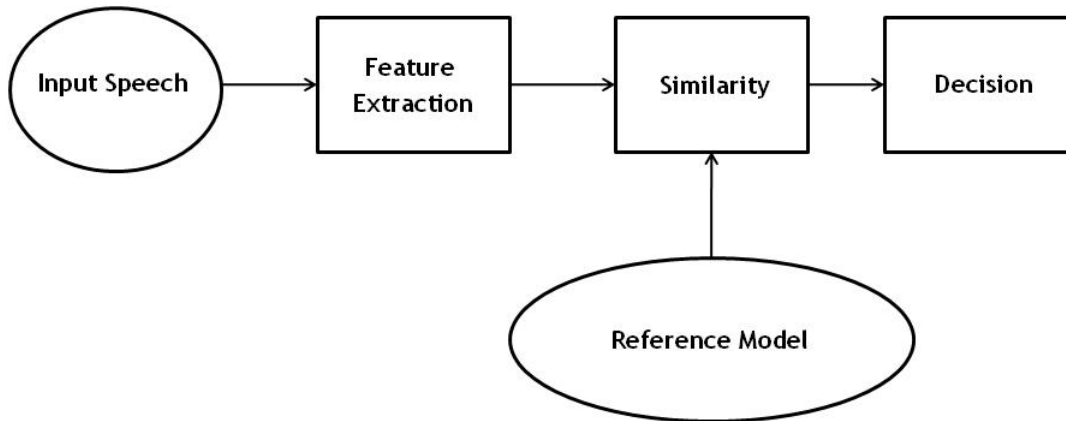 Input Speech
Feature
Extraction
Similarity
Decision
Reference Model